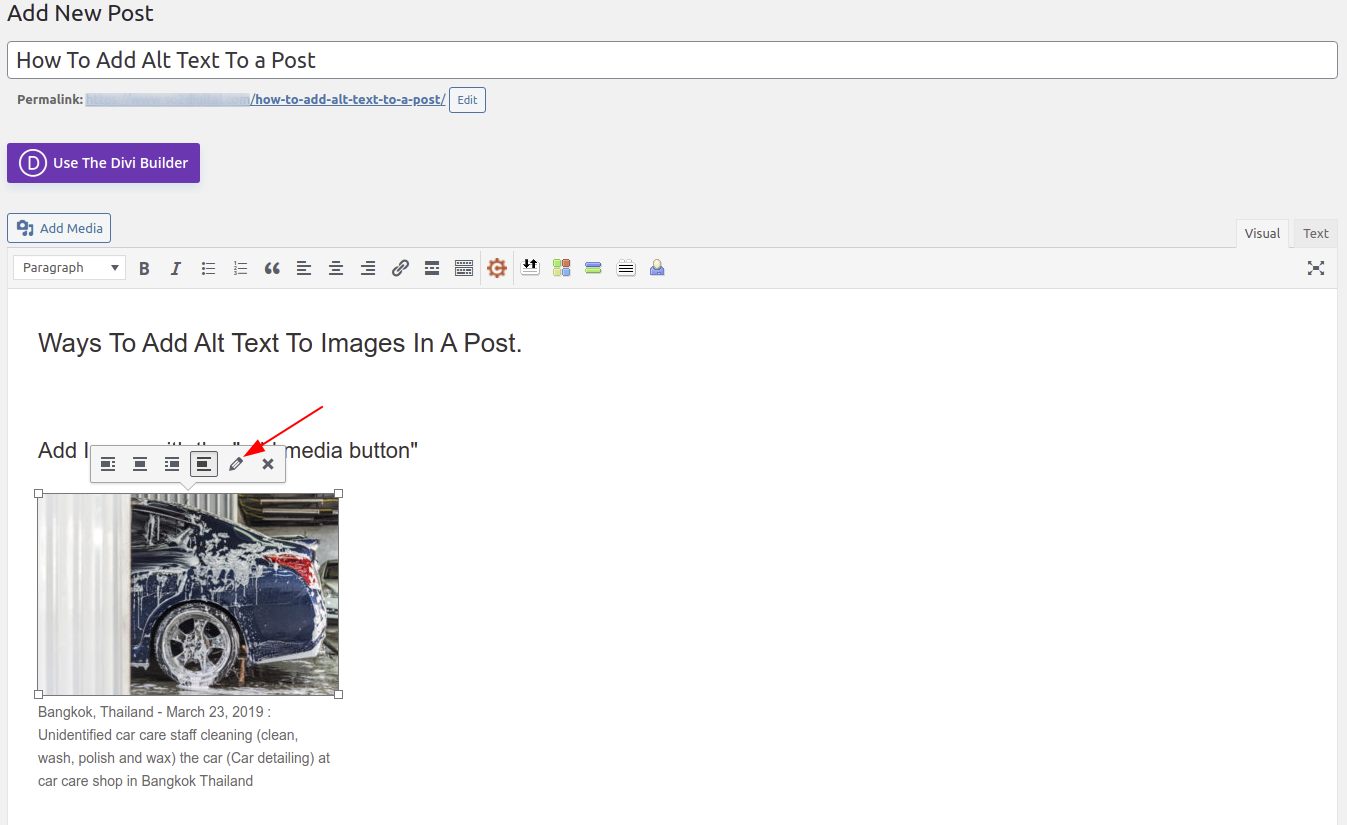 Add New Post
How To Add Alt Text To a Post
Permalink: /how-to-add-alt-text-to-a-post/ Edit
D Use The Divi Builder
Add Media
Visual Text
Paragraph B I
Ways To Add Alt Text To Images In A Post.
Add media button"
Bangkok, Thailand - March 23, 2019 :
Unidentified car care staff cleaning (clean,
wash, polish and wax) the car (Car detailing) at
car care shop in Bangkok Thailand